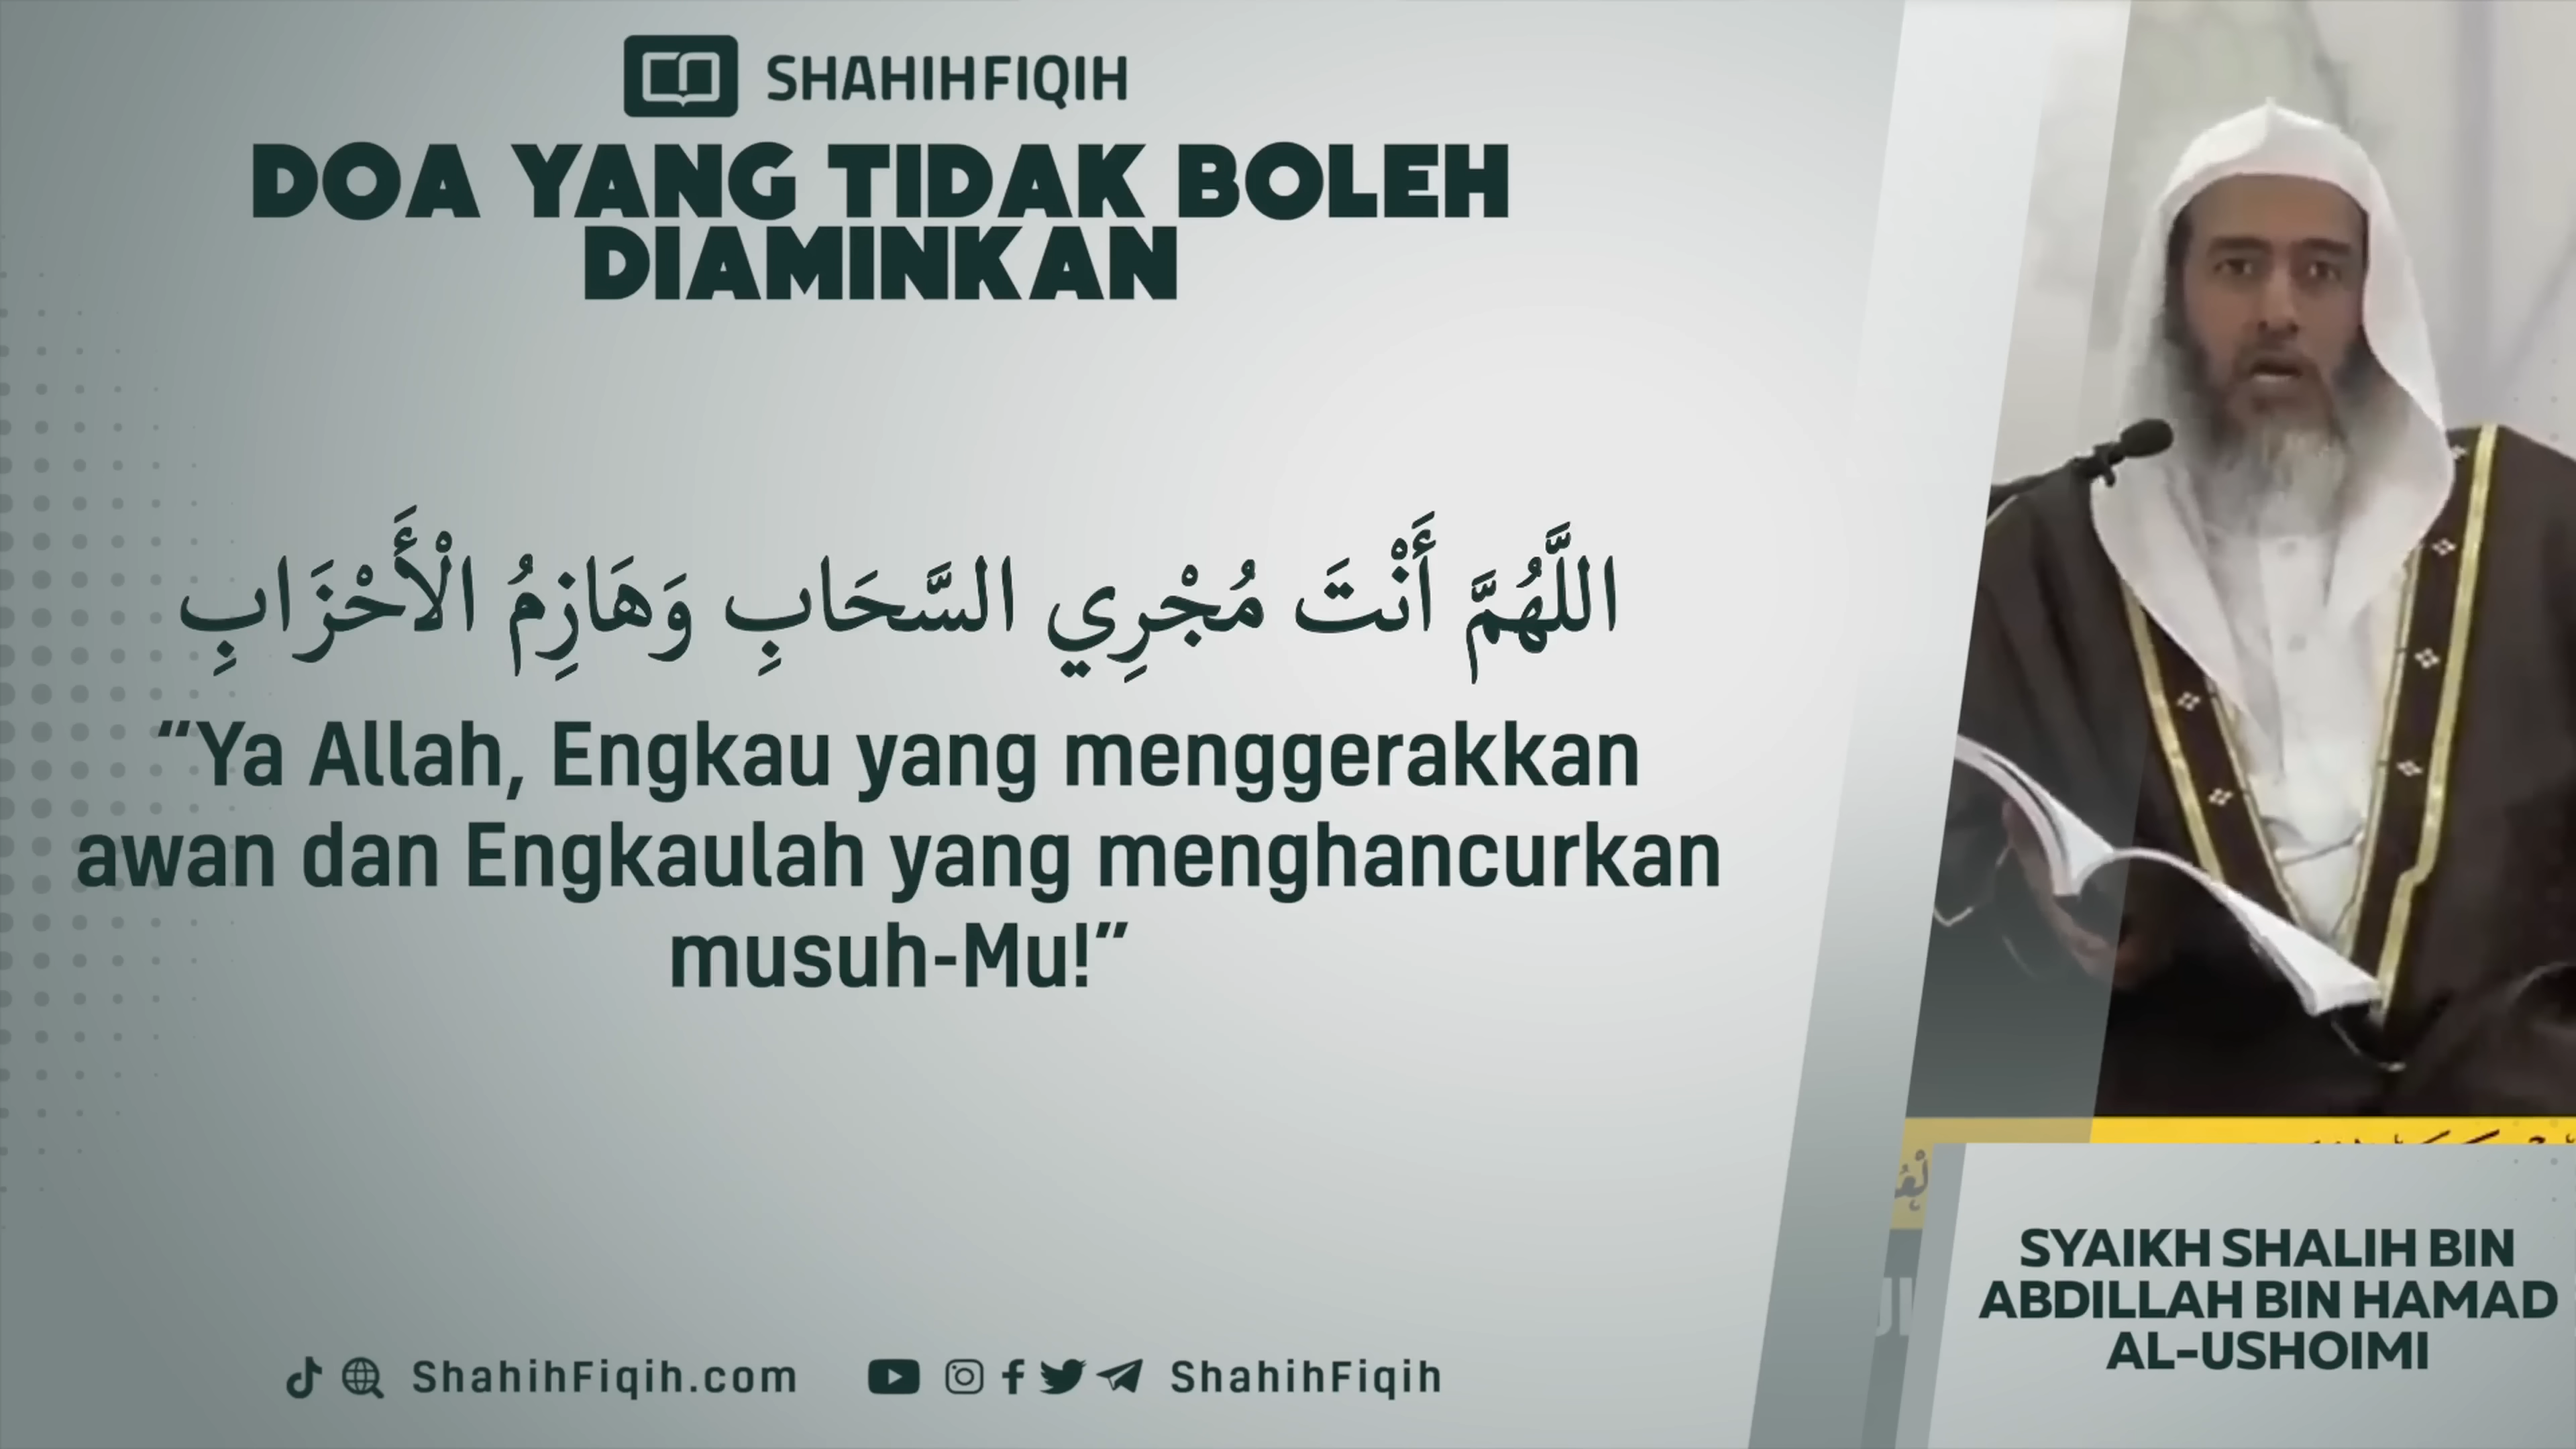 SHAHIHFIQIH
DOA YANG TIDAK BOLEH
DIAMINKAN
اللَّهُمَّ أَنْتَ مُجْرِي السَّحَابِ وَهَازِمُ الْأَحْزَابِ
“Ya Allah, Engkau yang menggerakkan
awan dan Engkaulah yang menghancurkan
musuh-Mu!”
SYAIKH SHALIH BIN
ABDILLAH BIN HAMAD
AL-USHOIMI
ShahihFiqih.com
ShahihFiqih